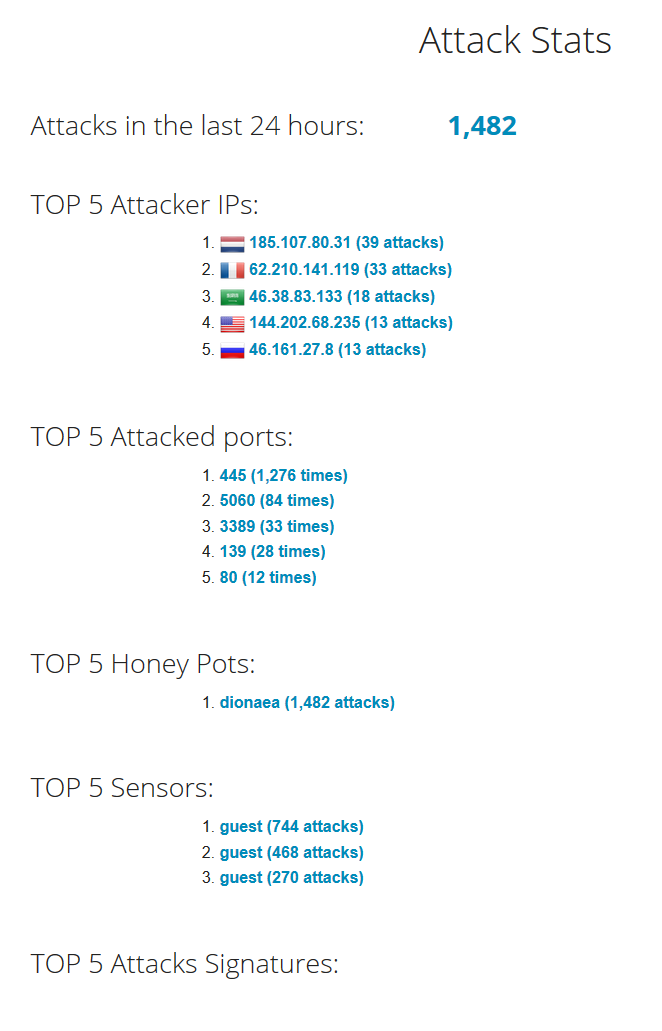 Attack Stats
Attacks in the last 24 hours: 1,482
TOP 5 Attacker IPs:
1. 185.107.80.31 (39 attacks)
2. 62.210.141.119 (33 attacks)
3. 46.38.83.133 (18 attacks)
4. 144.202.68.235 (13 attacks)
5. 46.161.27.8 (13 attacks)
TOP 5 Attacked ports:
1. 445 (1,276 times)
2. 5060 (84 times)
3. 3389 (33 times)
4. 139 (28 times)
5. 80 (12 times)
TOP 5 Honey Pots:
1. dionaea (1,482 attacks)
TOP 5 Sensors:
1. guest (744 attacks)
2. guest (468 attacks)
3. guest (270 attacks)
TOP 5 Attacks Signatures: